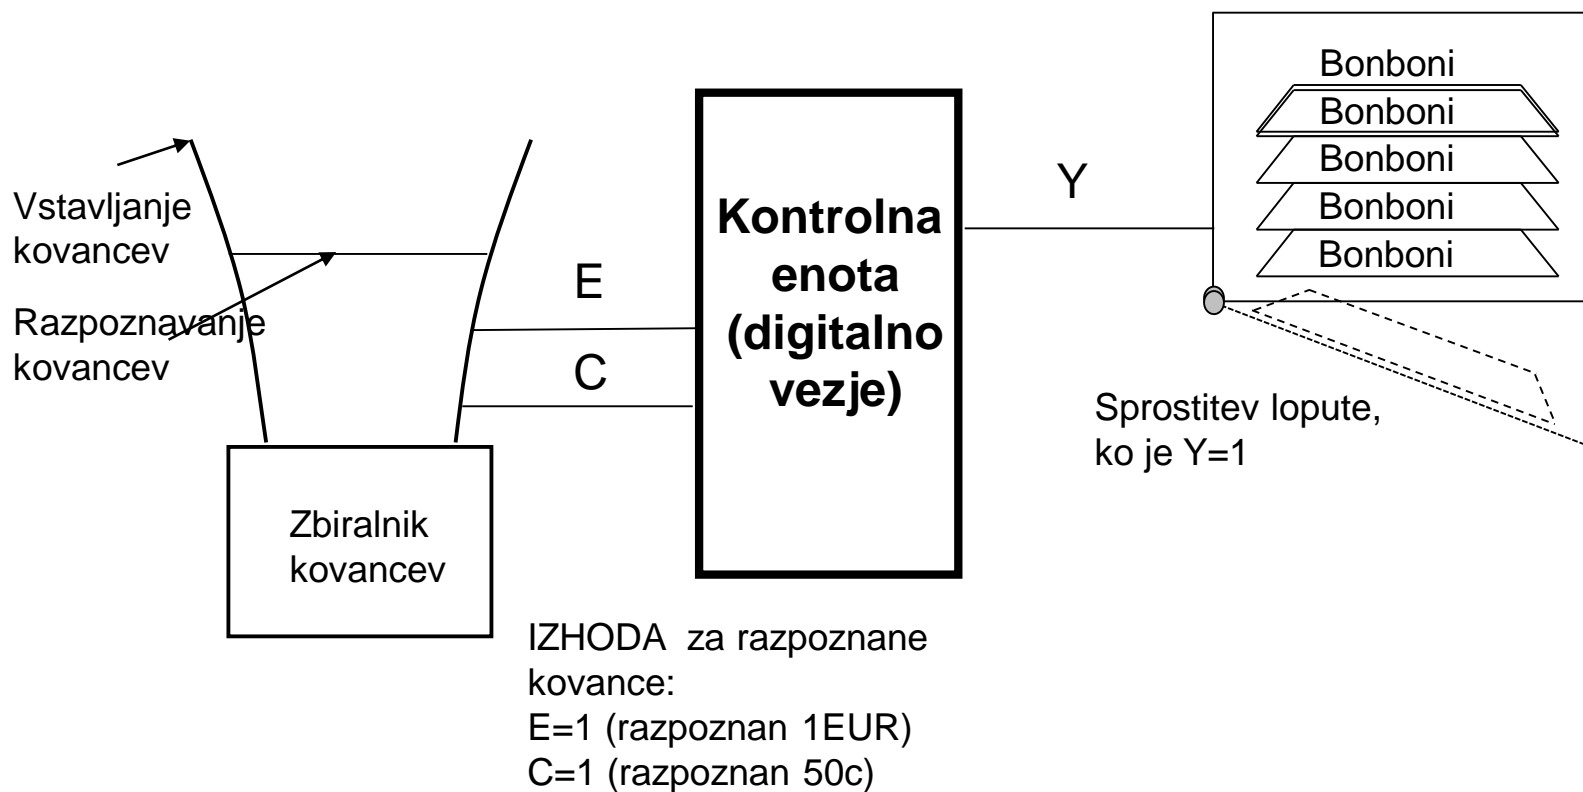 Vstavljanje
kovancev
Razpoznavanje
kovancev
Zbiralnik
kovancev
E
C
Kontrolna
enota
(digitalno
vezje)
IZHODA za razpoznane
kovance:
E=1 (razpoznan 1EUR)
C=1 (razpoznan 50c)
Y
Bonboni
Bonboni
Bonboni
Bonboni
Bonboni
Sprostitev lopute,
ko je Y=1